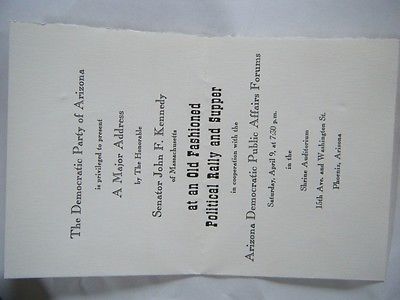 The Democratic Party of Arizona
is privileged to present
A Major Address
by The Honorable
Senator John F. Kennedy
of Massachusetts
at an Old Fashioned
Political Rally and Supper
in cooperation with the
Arizona Democratic Public Affairs Forums
Saturday, April 9, at 7:30 p.m.
in the
Shrine Auditorium
15th Ave. and Washington St.
Phoenix, Arizona